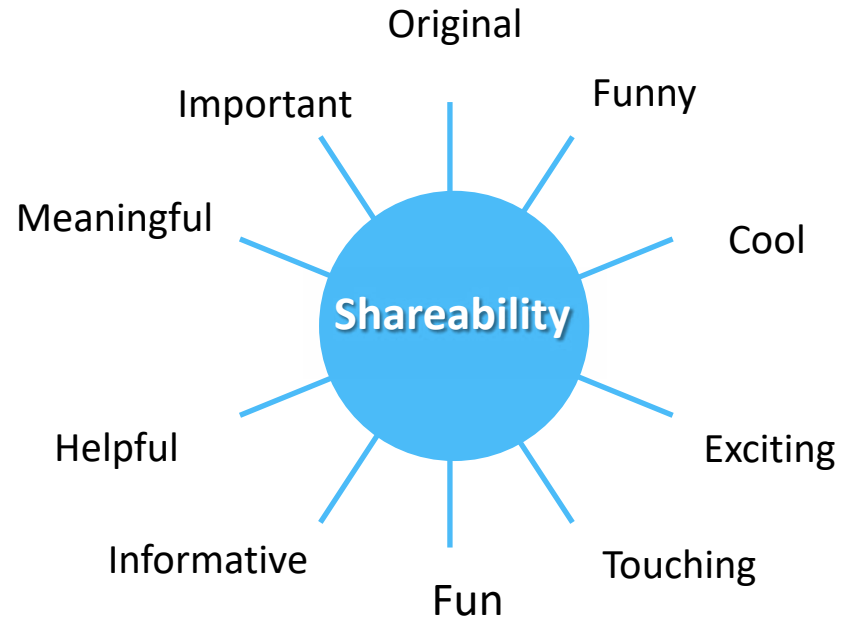 Original
Funny
Important
Meaningful
Cool
Shareability
Helpful
Exciting
Informative
Touching
Fun